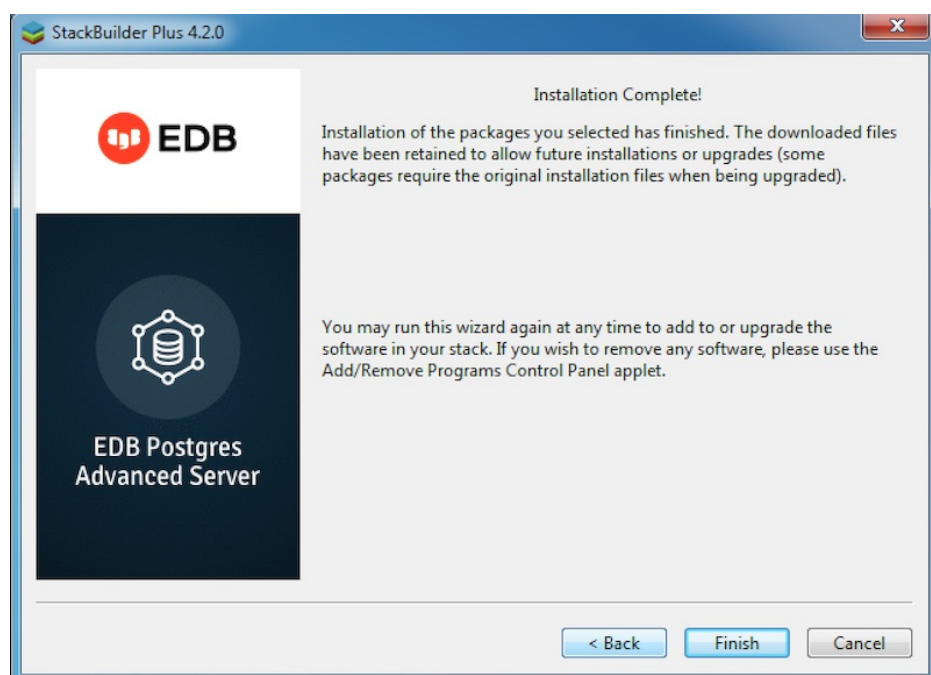 StackBuilder Plus 4.2.0
EDB
EDB Postgres
Advanced Server
Installation Complete!
Installation of the packages you selected has finished. The downloaded files
have been retained to allow future installations or upgrades (some
packages require the original installation files when being upgraded).
You may run this wizard again at any time to add to or upgrade the
software in your stack. If you wish to remove any software, please use the
Add/Remove Programs Control Panel applet.
< Back
Finish
Cancel